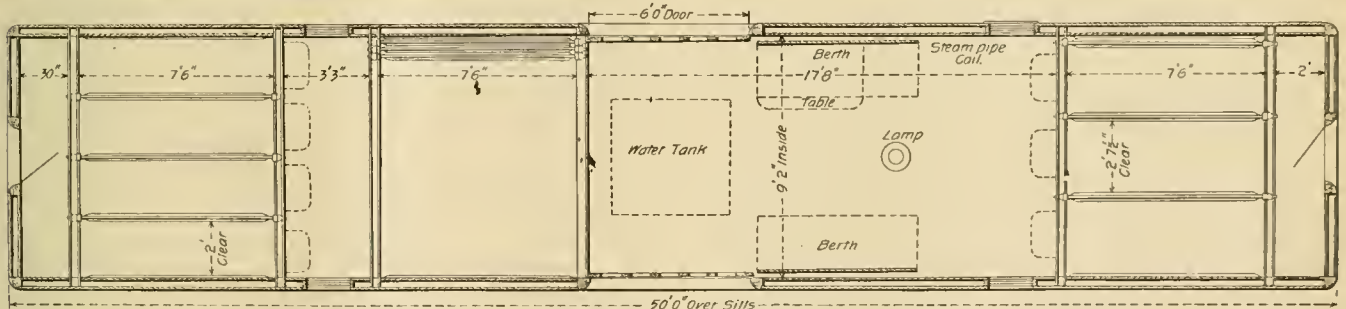 6'0" Door
Berth
Steam pipe
Coil.
30"
7'6"
3'3"
7'6"
17'8"
7'6"
2'
Table
Water Tank
9'2" Inside
Lamp
2'7½"
Clear
2'
Clear
Berth
50'0" Over Sills